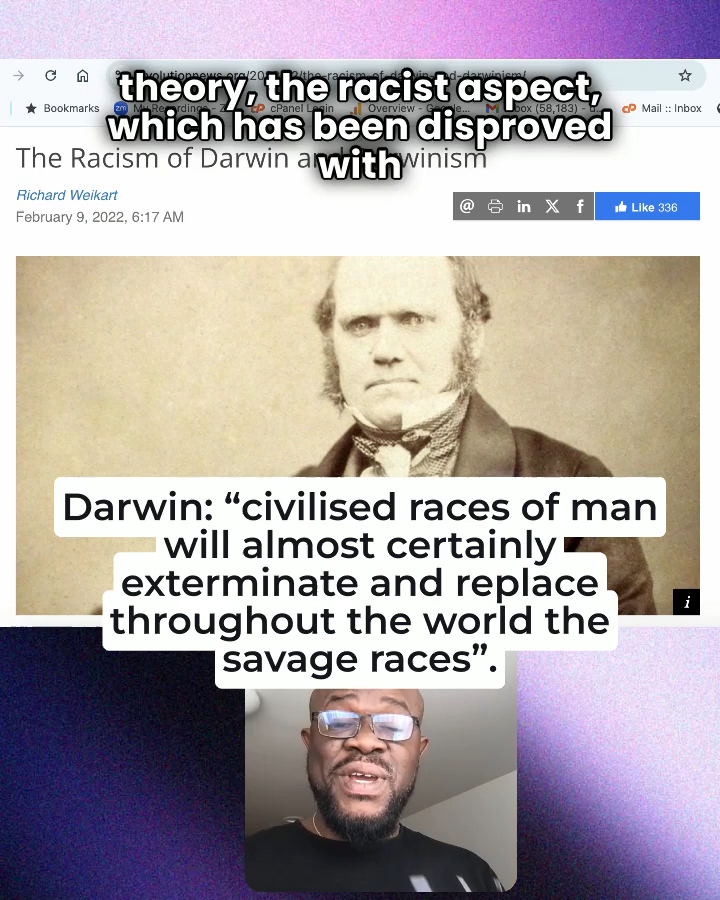 theory, the racist aspect,
which has been disproved
with
Bookmarks
cPanel Login
Mail :: Inbox
The Racism of Darwin and Darwinism
Richard Weikart
February 9, 2022, 6:17 AM
Like 336
Darwin: “civilised races of man
will almost certainly
exterminate and replace
throughout the world the
savage races”.